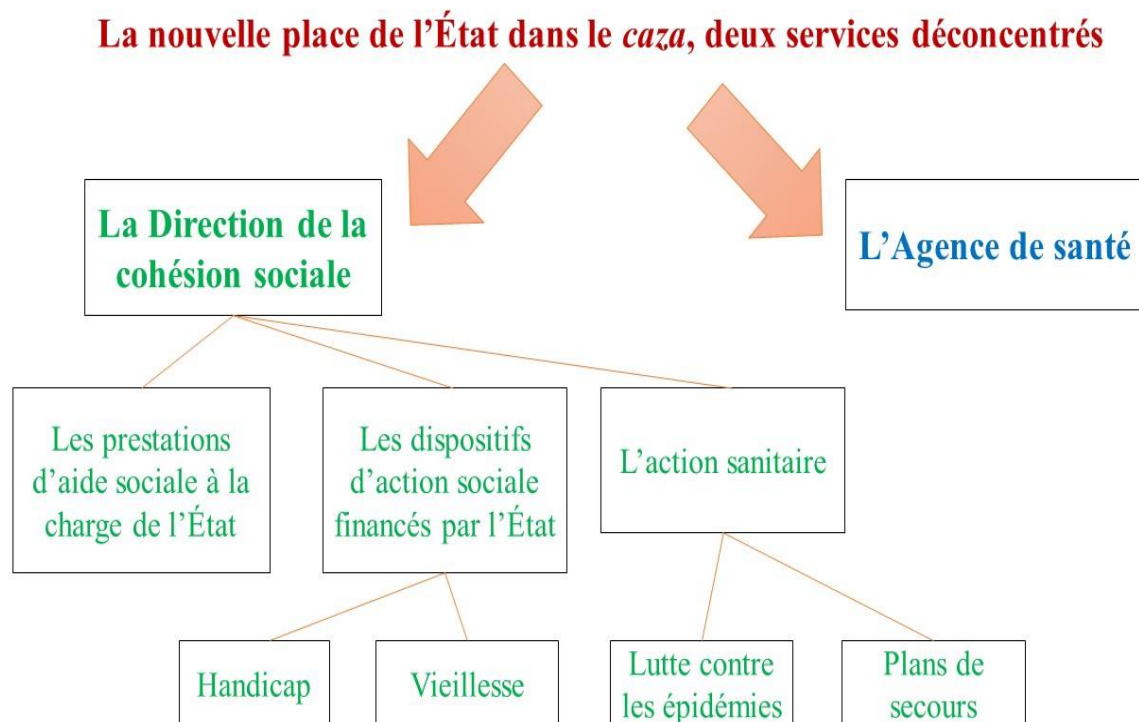 La nouvelle place de l’État dans le caza, deux services déconcentrés
La Direction de la
cohésion sociale
L’Agence de santé
Les prestations
d’aide sociale à la
charge de l’État
Les dispositifs
d’action sociale
financés par l’État
L’action sanitaire
Handicap
Vieillesse
Lutte contre
les épidémies
Plans de
secours